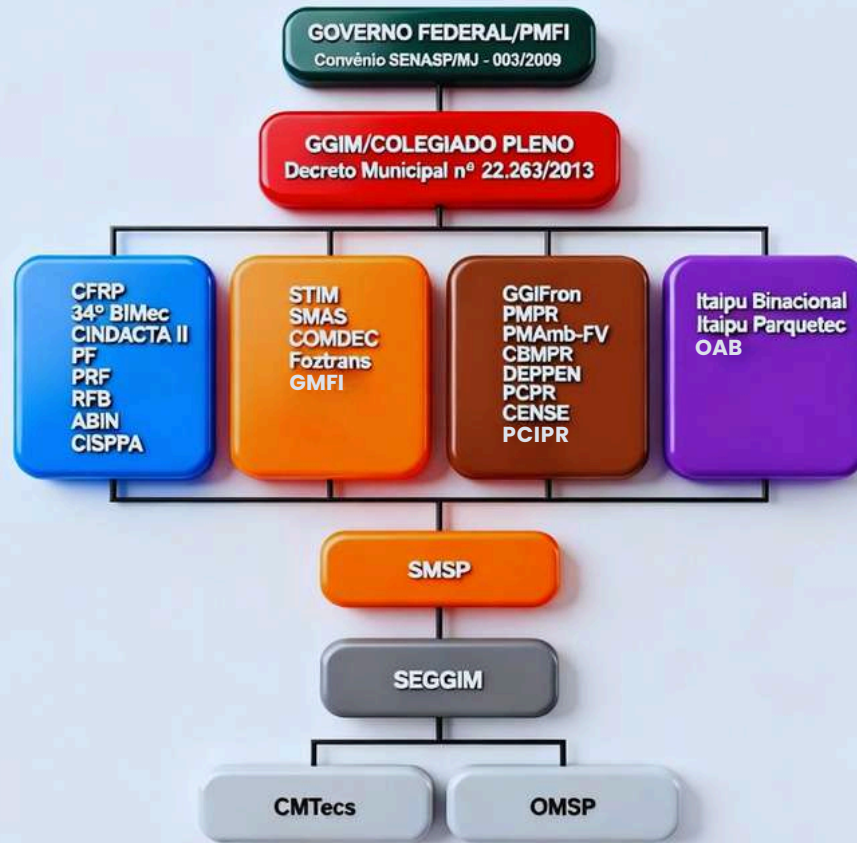 GOVERNO FEDERAL/PMFI
Convênio SENASP/MJ - 003/2009
GGIM/COLEGIADO PLENO
Decreto Municipal nº 22.263/2013
CFRP
34º BIMec
CINDACTA II
PF
PRF
RFB
ABIN
CISPPA
STIM
SMAS
COMDEC
Foztrans
GMFI
GGIFron
PMPR
PMAmb-FV
CBMPR
DEPPEN
PCPR
CENSE
PCIPR
Itaipu Binacional
Itaipu Parquetec
OAB
SMSP
SEGGIM
CMTecs
OMSP